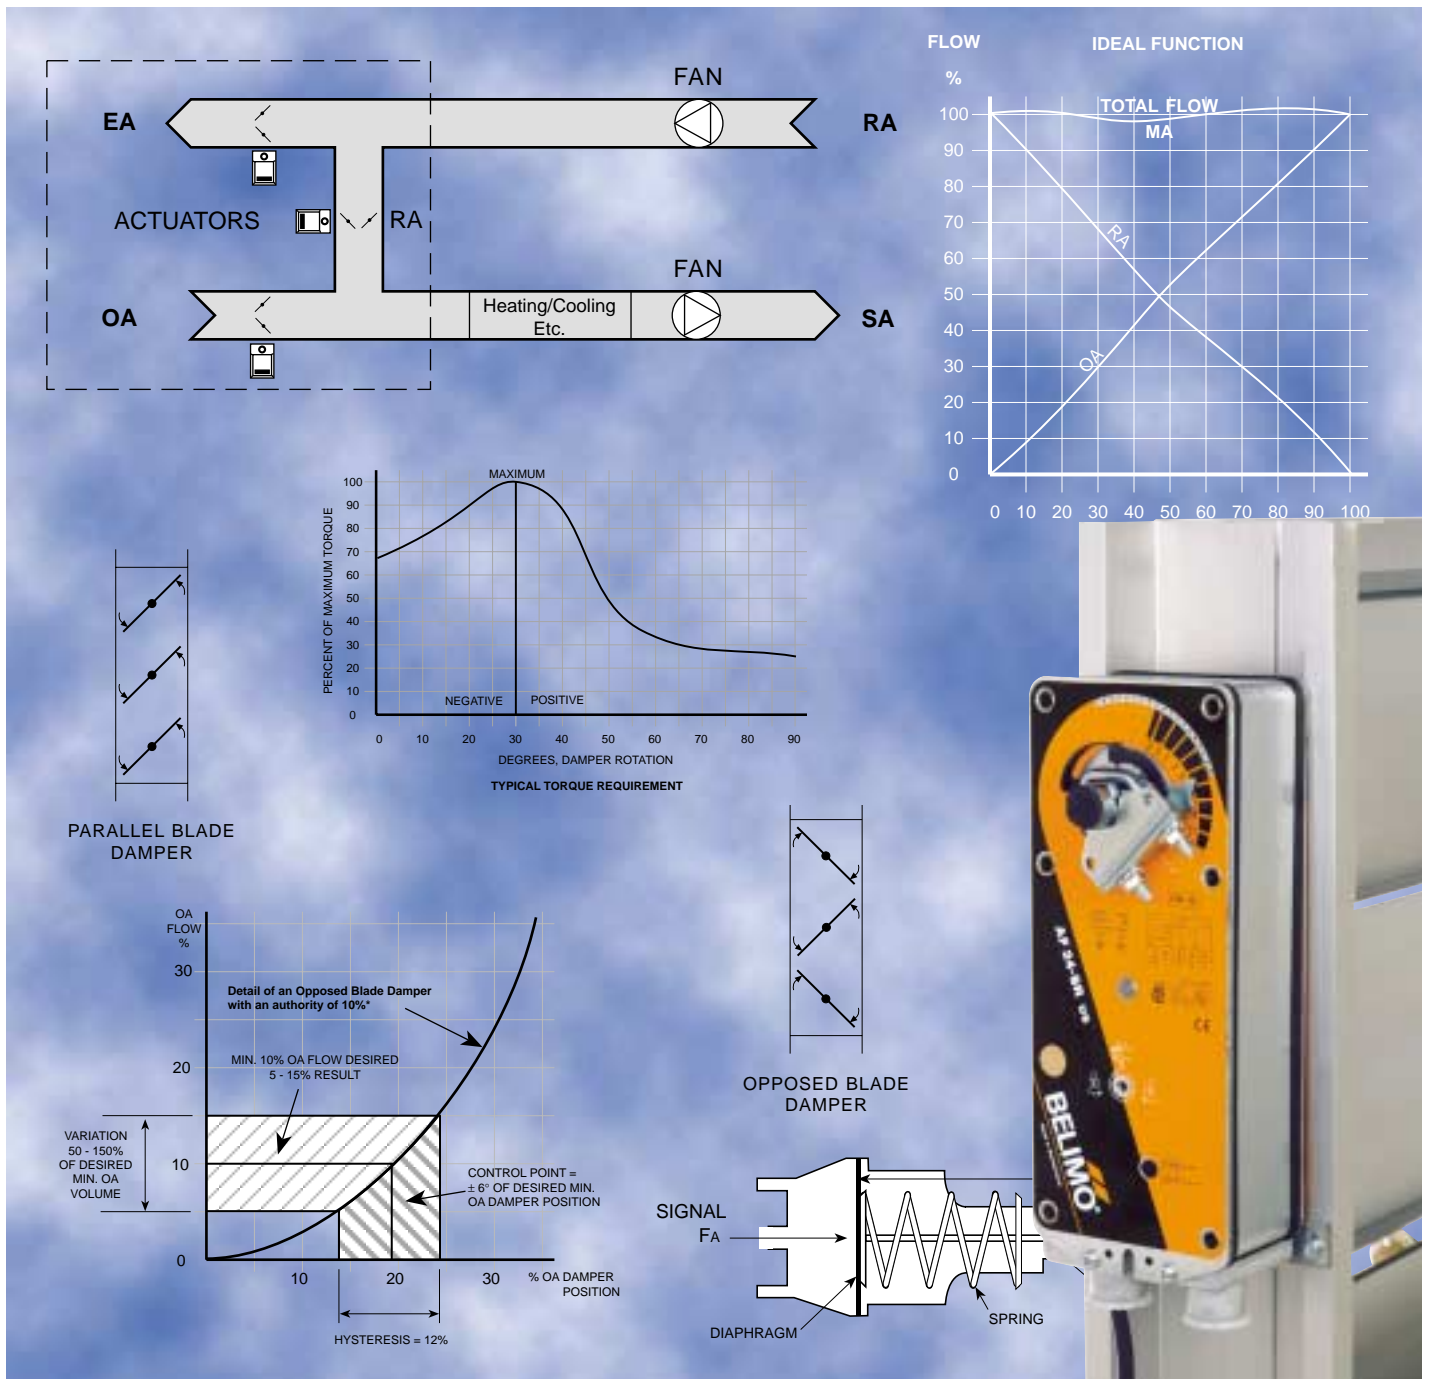 EA
FAN
RA
ACTUATORS
RA
OA
Heating/Cooling
Etc.
FAN
SA
FLOW
%
IDEAL FUNCTION
TOTAL FLOW
MA
100
90
80
70
60
50
40
30
20
10
0
RA
OA
0 10 20 30 40 50 60 70 80 90 100
PERCENT OF MAXIMUM TORQUE
MAXIMUM
100
90
80
70
60
50
40
30
20
10
0
NEGATIVE
POSITIVE
0 10 20 30 40 50 60 70 80 90
DEGREES, DAMPER ROTATION
TYPICAL TORQUE REQUIREMENT
PARALLEL BLADE
DAMPER
OPPOSED BLADE
DAMPER
OA
FLOW
%
30
20
10
0
Detail of an Opposed Blade Damper
with an authority of 10%*
MIN. 10% OA FLOW DESIRED
5 - 15% RESULT
VARIATION
50 - 150%
OF DESIRED
MIN. OA
VOLUME
CONTROL POINT =
± 6° OF DESIRED MIN.
OA DAMPER POSITION
10 20 30
% OA DAMPER
POSITION
HYSTERESIS = 12%
SIGNAL
FA
DIAPHRAGM
SPRING
AF 24-SR US
CE
BELIMO®